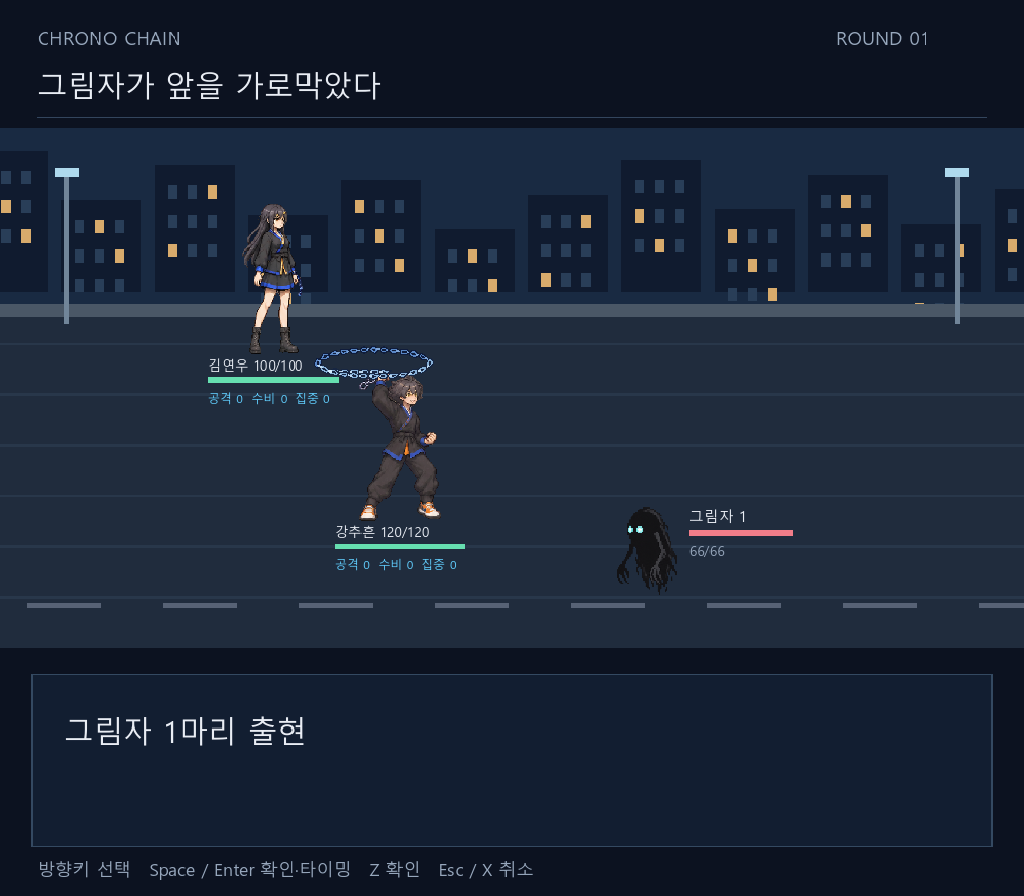 CHRONO CHAIN
ROUND 01
그림자가 앞을 가로막았다
김연우 100/100
공격 0 수비 0 집중 0
강추흔 120/120
공격 0 수비 0 집중 0
그림자 1
66/66
그림자 1마리 출현
방향키 선택 Space / Enter 확인·타이밍 Z 확인 Esc / X 취소